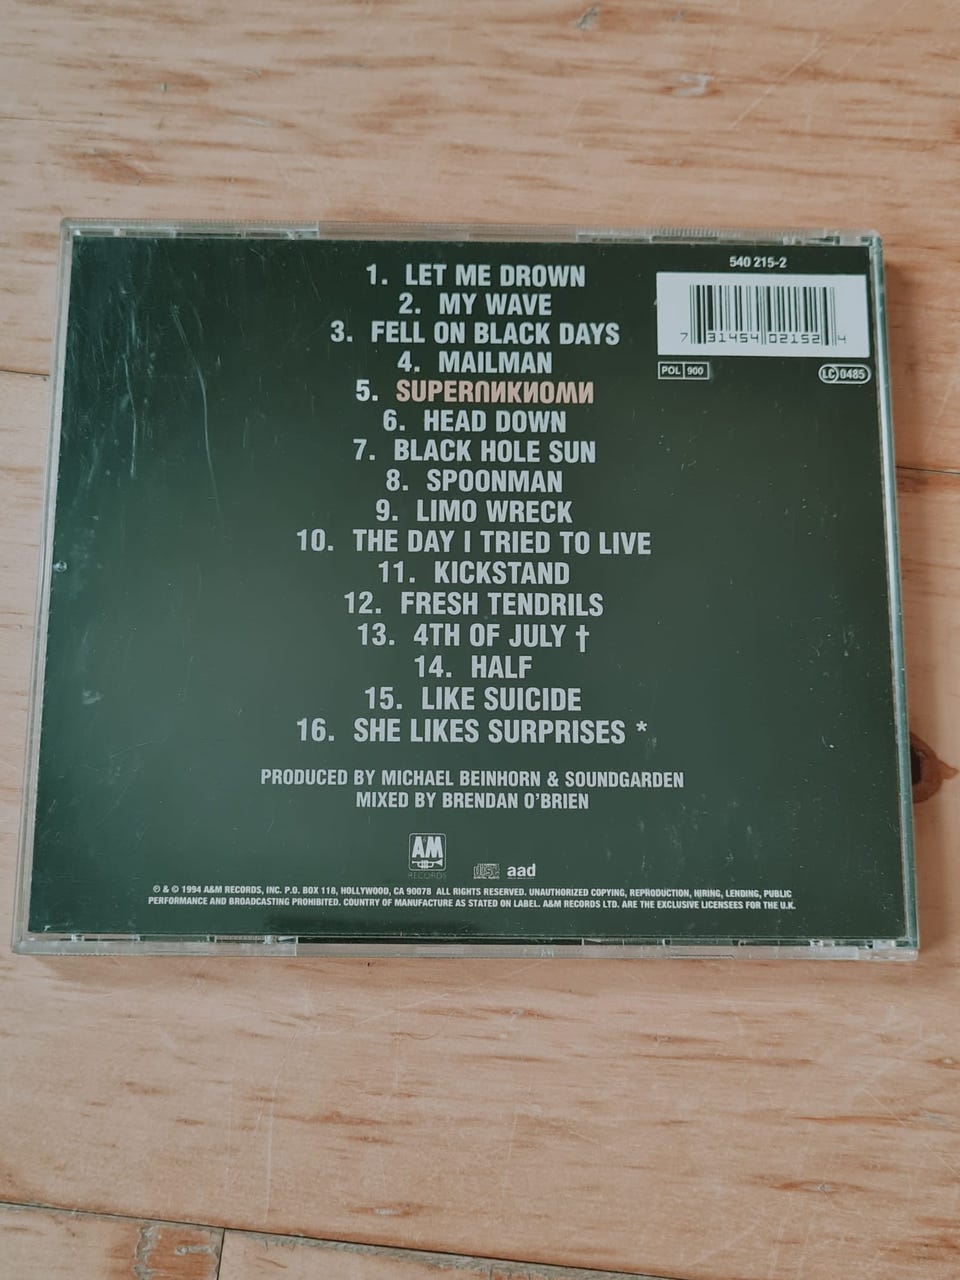 540 215-2
7 31454 02152 4
POL 900
LC 0485
1. LET ME DROWN
2. MY WAVE
3. FELL ON BLACK DAYS
4. MAILMAN
5. SUPERUNKNOWN
6. HEAD DOWN
7. BLACK HOLE SUN
8. SPOONMAN
9. LIMO WRECK
10. THE DAY I TRIED TO LIVE
11. KICKSTAND
12. FRESH TENDRILS
13. 4TH OF JULY †
14. HALF
15. LIKE SUICIDE
16. SHE LIKES SURPRISES *
PRODUCED BY MICHAEL BEINHORN & SOUNDGARDEN
MIXED BY BRENDAN O'BRIEN
A&M
RECORDS
disc
aad
℗ & © 1994 A&M RECORDS, INC. P.O. BOX 118, HOLLYWOOD, CA 90078 ALL RIGHTS RESERVED. UNAUTHORIZED COPYING, REPRODUCTION, HIRING, LENDING, PUBLIC
PERFORMANCE AND BROADCASTING PROHIBITED. COUNTRY OF MANUFACTURE AS STATED ON LABEL. A&M RECORDS LTD. ARE THE EXCLUSIVE LICENSEES FOR THE U.K.